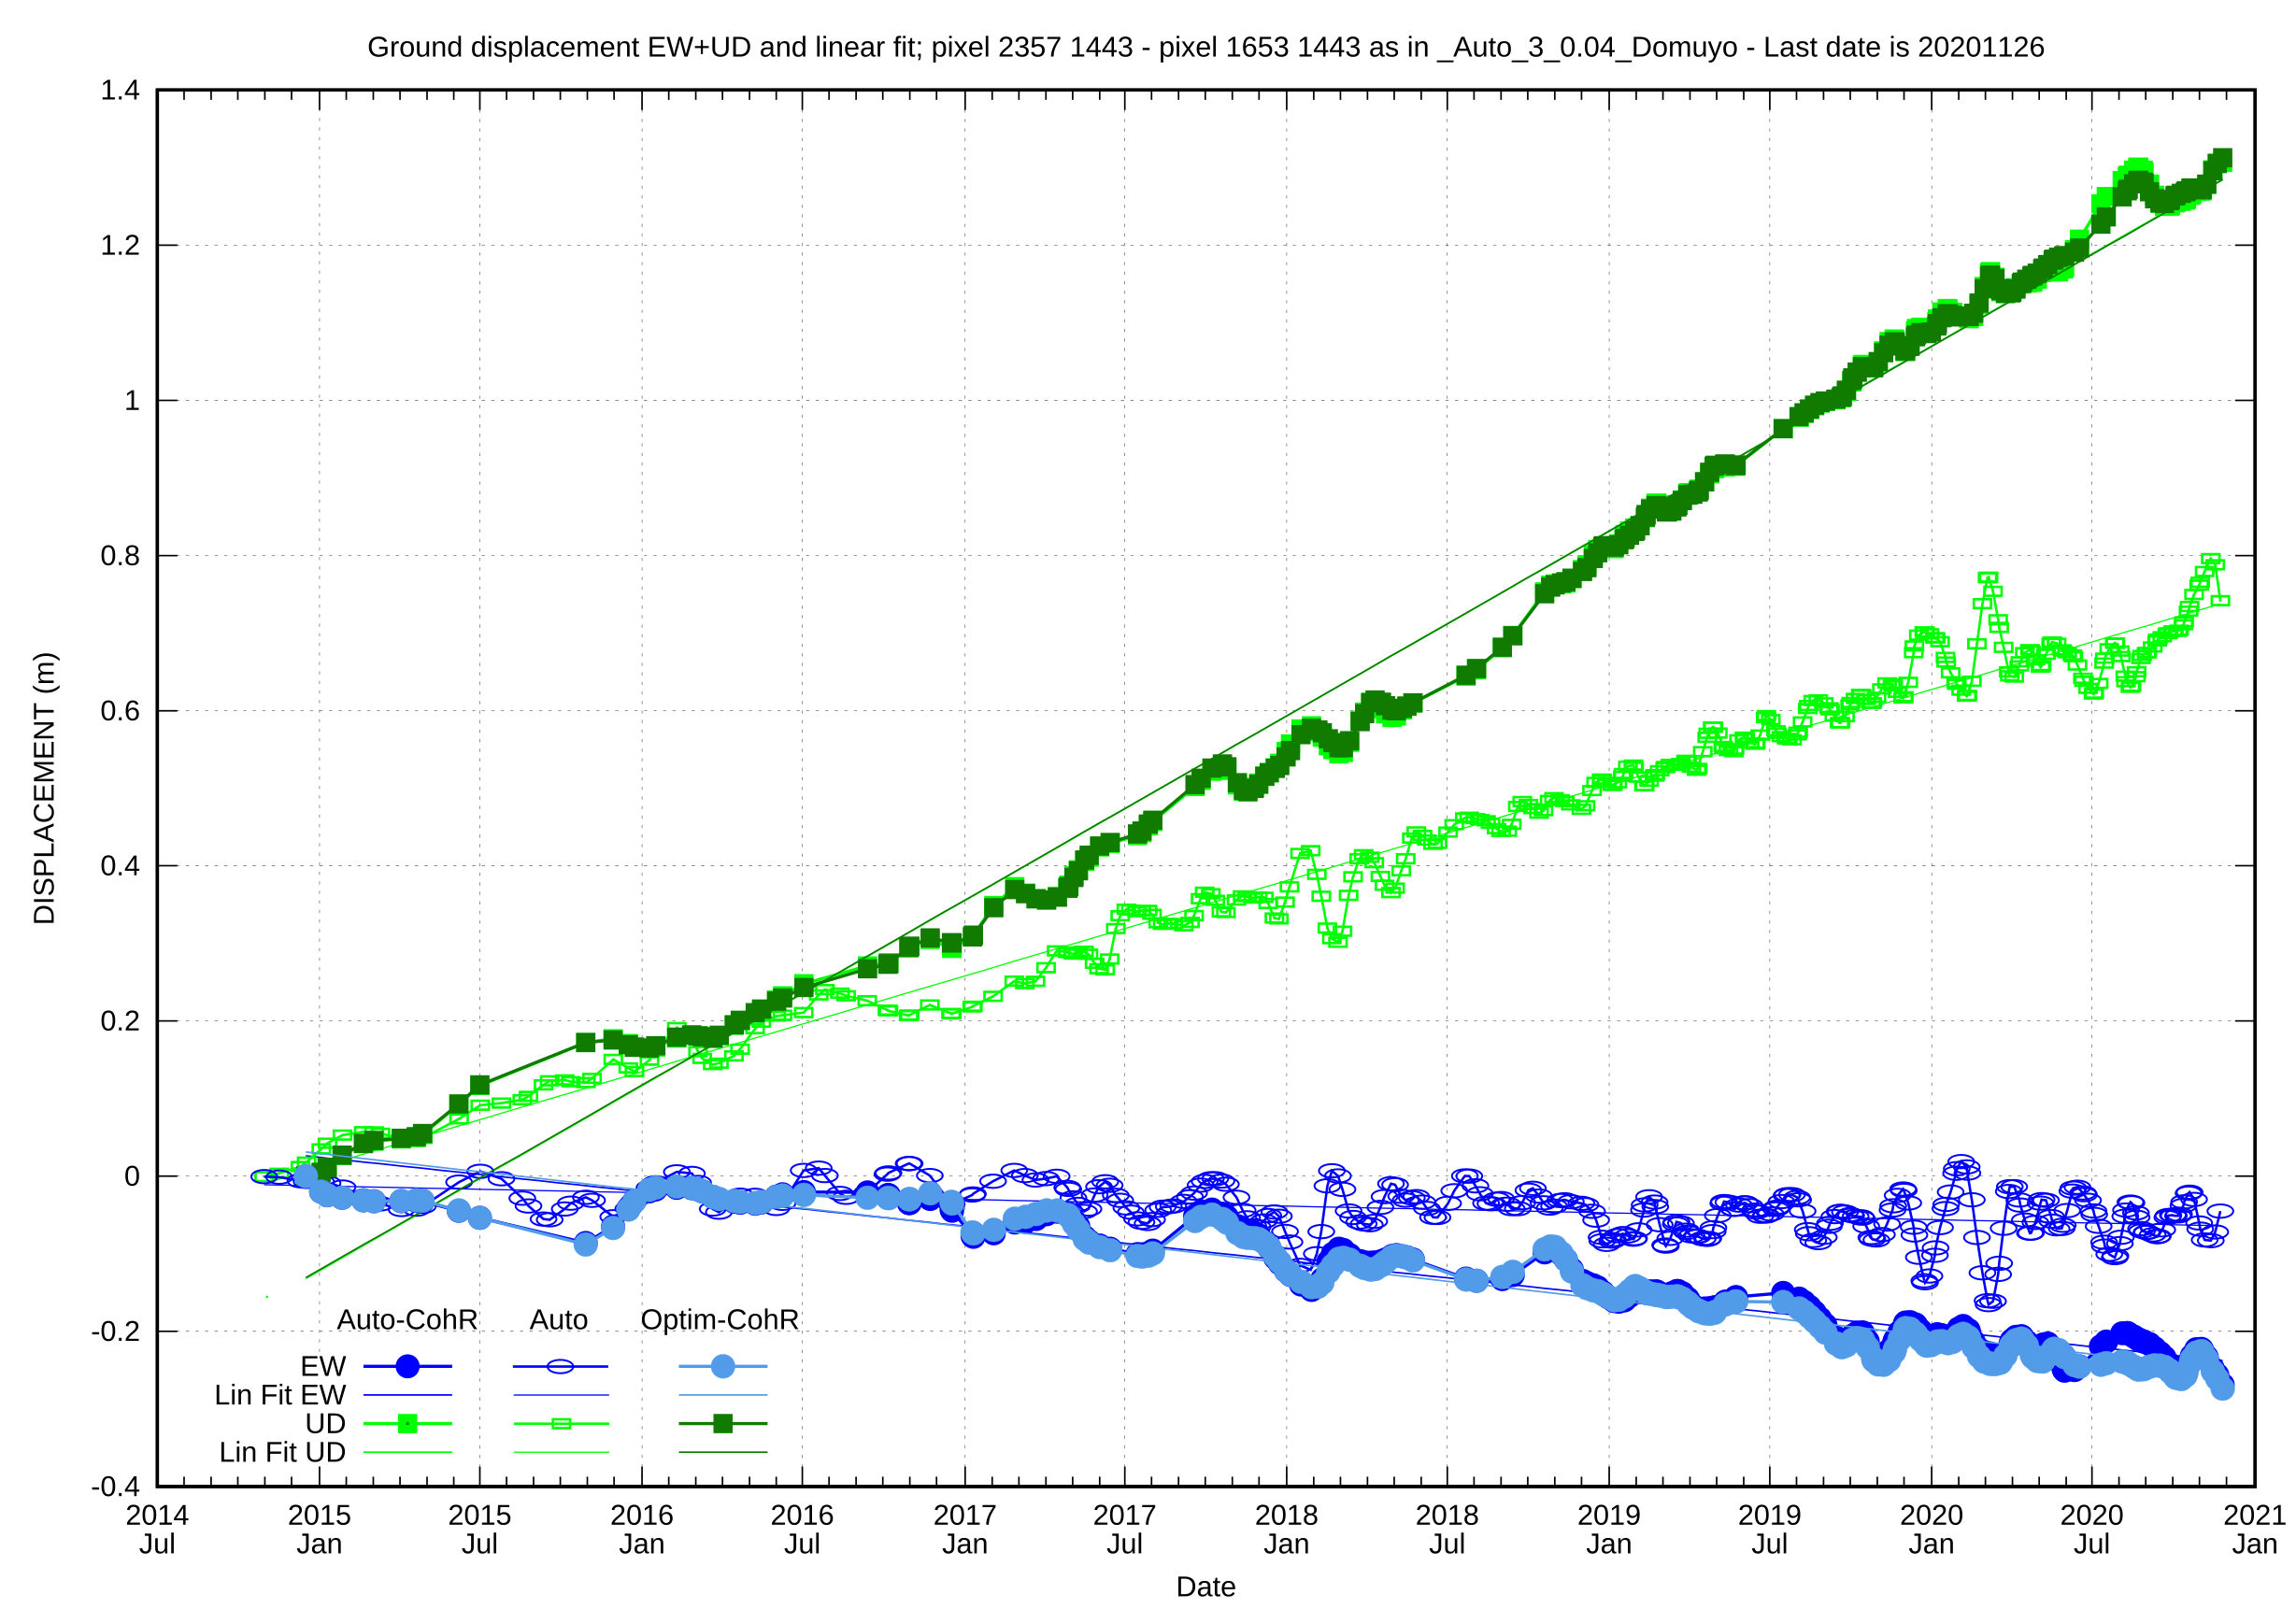 Ground displacement EW+UD and linear fit; pixel 2357 1443 - pixel 1653 1443 as in _Auto_3_0.04_Domuyo - Last date is 20201126
1.4
1.2
1
0.8
0.6
0.4
0.2
0
-0.2
-0.4
DISPLACEMENT (m)
Auto-CohR Auto Optim-CohR
EW
Lin Fit EW
UD
Lin Fit UD
2014 2015 2015 2016 2016 2017 2017 2018 2018 2019 2019 2020 2020 2021
Jul Jan Jul Jan Jul Jan Jul Jan Jul Jan Jul Jan Jul Jan
Date